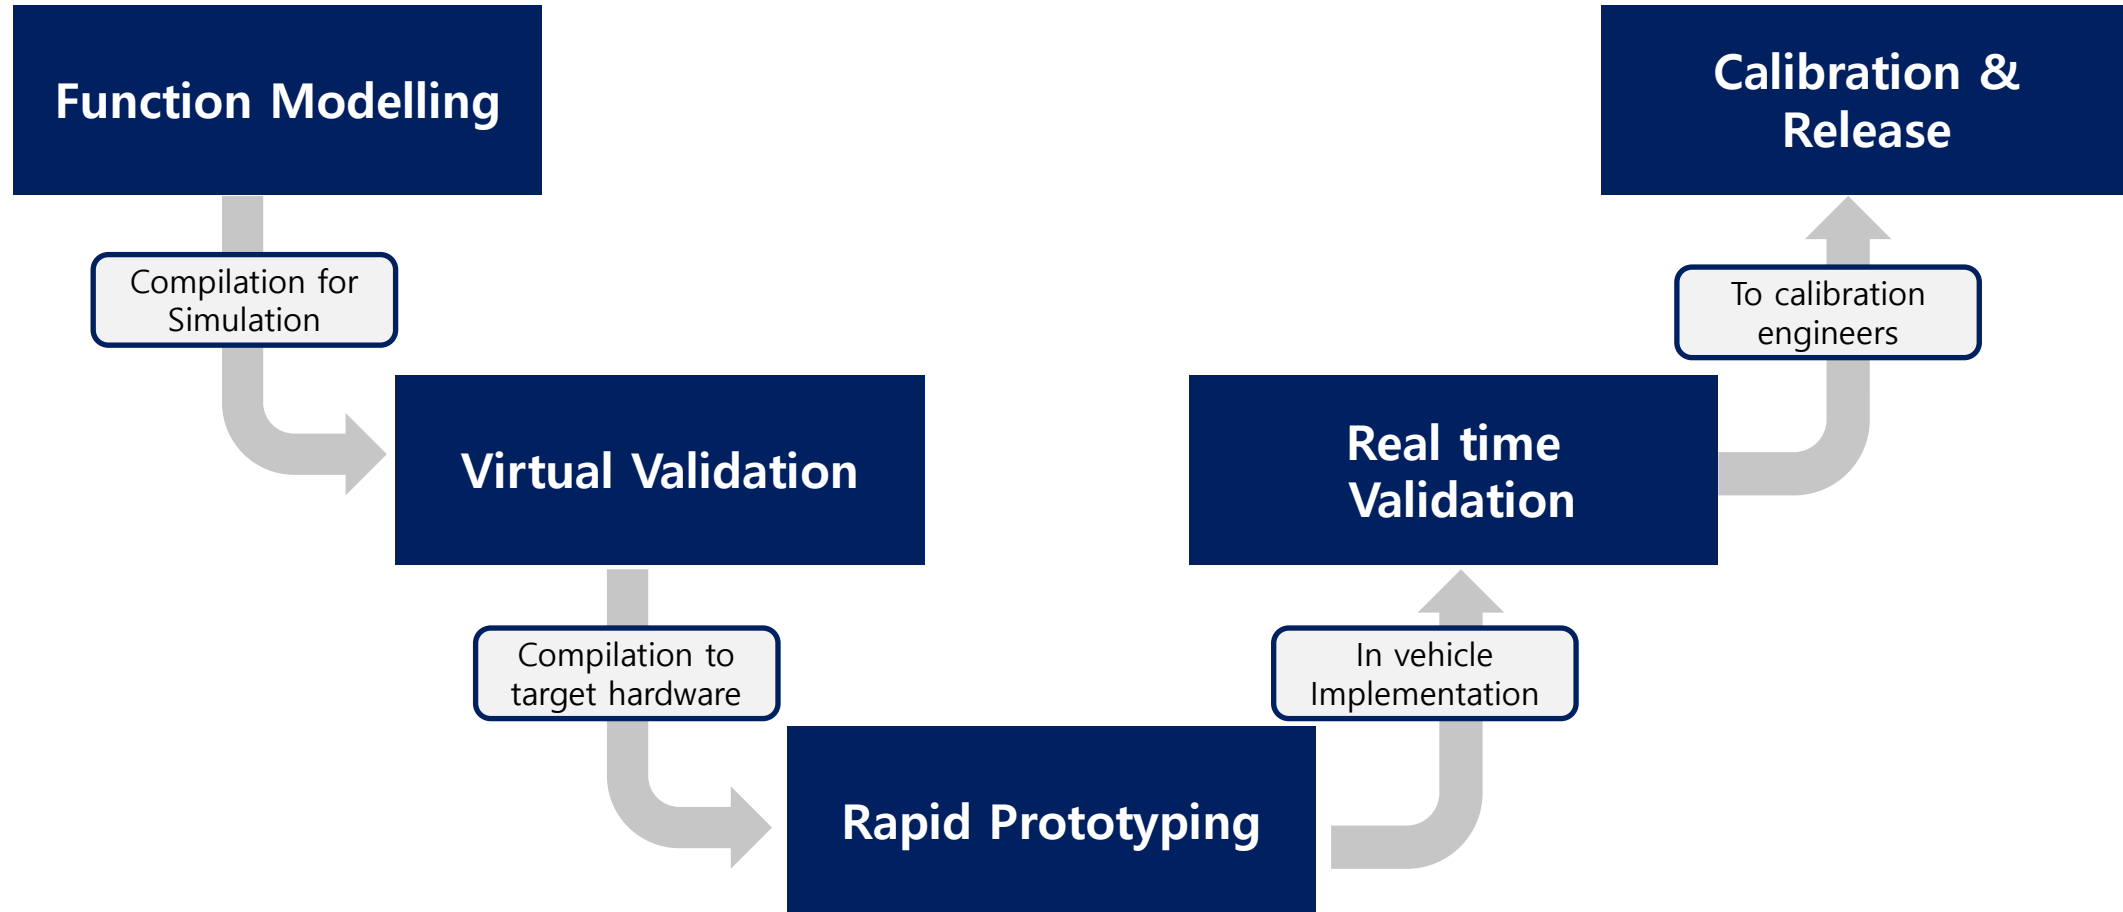 Function Modelling
Calibration &
Release
Compilation for
Simulation
To calibration
engineers
Virtual Validation
Real time
Validation
Compilation to
target hardware
In vehicle
Implementation
Rapid Prototyping